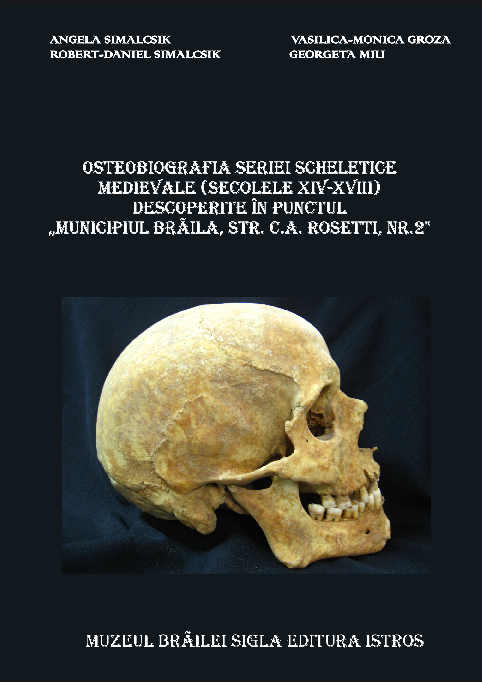 ANGELA SIMALCSIK VASILICA-MONICA GROZA
ROBERT-DANIEL SIMALCSIK GEORGETA MIU
OSTEOBIOGRAFIA SERIEI SCHELETICE
MEDIEVALE (SECOLELE XIV-XVIII)
DESCOPERITE ÎN PUNCTUL
„MUNICIPIUL BRĂILA, STR. C.A. ROSETTI, NR.2“
MUZEUL BRĂILEI SIGLA EDITURA ISTROS